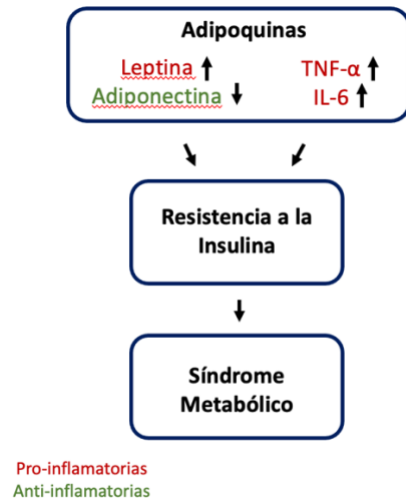 Adipoquinas
Leptina ↑ TNF-α ↑
Adiponectina ↓ IL-6 ↑
Resistencia a la
Insulina
Síndrome
Metabólico
Pro-inflamatorias
Anti-inflamatorias